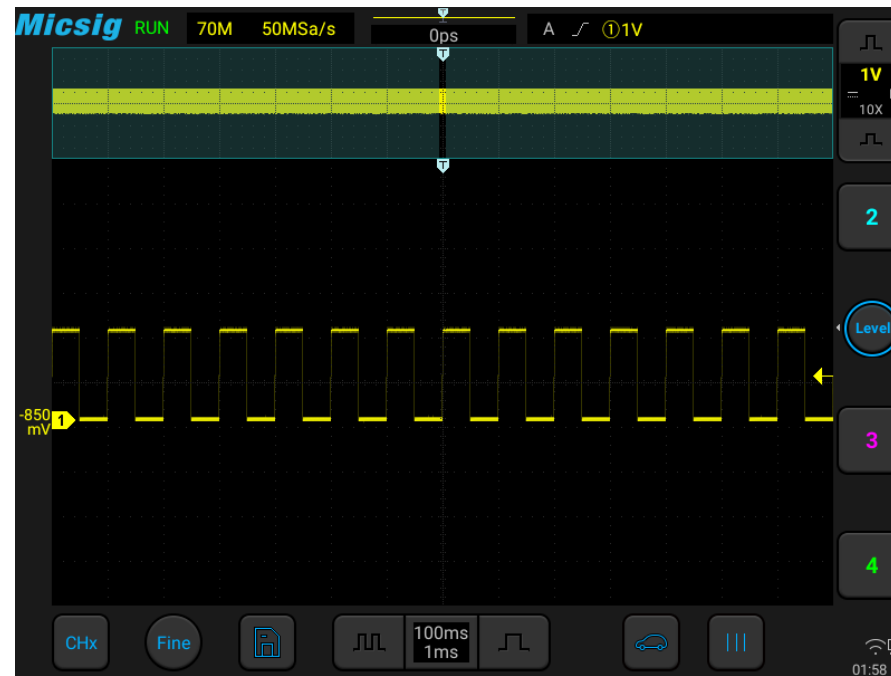 Micsig RUN 70M 50MSa/s 0ps A ①1V
T
1V
10X
T
2
Level
-850
mV
1
3
4
CHx Fine 100ms
1ms
01:58